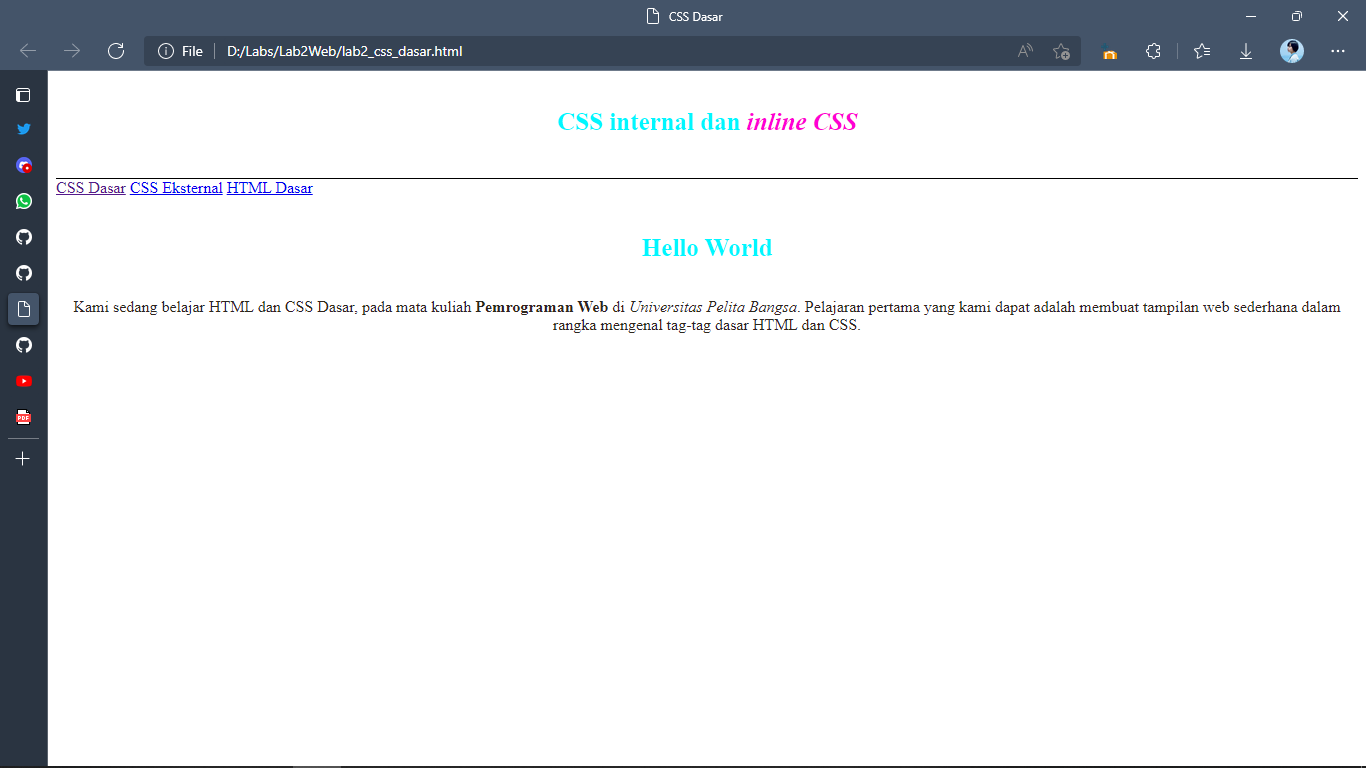 CSS Dasar
File D:/Labs/Lab2Web/lab2_css_dasar.html
CSS internal dan inline CSS
CSS Dasar CSS Eksternal HTML Dasar
Hello World
Kami sedang belajar HTML dan CSS Dasar, pada mata kuliah Pemrograman Web di Universitas Pelita Bangsa. Pelajaran pertama yang kami dapat adalah membuat tampilan web sederhana dalam
rangka mengenal tag-tag dasar HTML dan CSS.
PDF